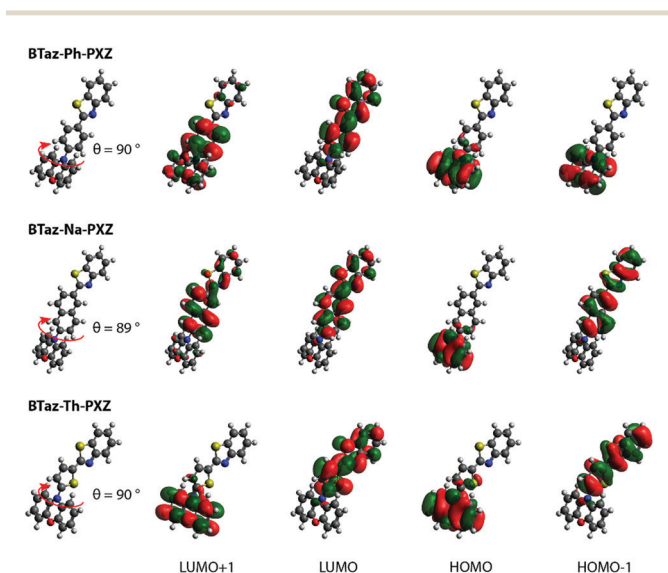 BTaz-Ph-PXZ
θ = 90 °
BTaz-Na-PXZ
θ = 89 °
BTaz-Th-PXZ
θ = 90 °
LUMO+1 LUMO HOMO HOMO-1